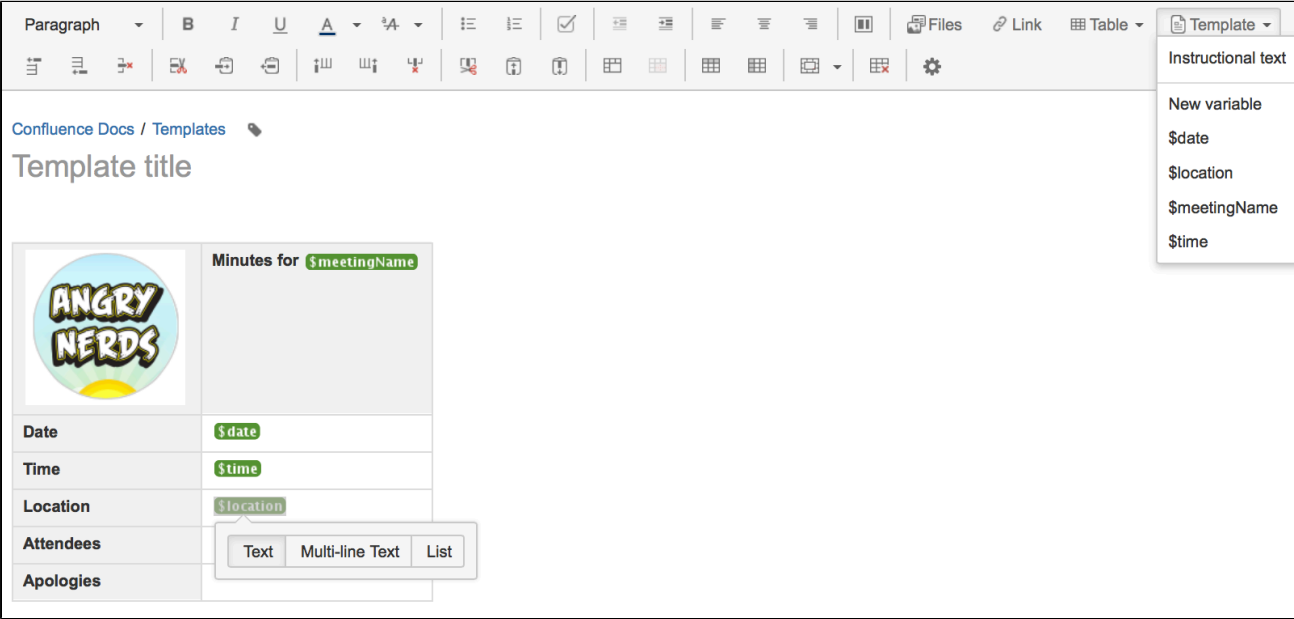 Paragraph B I U A ᵃA Files Link Table Template
Instructional text
New variable
$date
$location
$meetingName
$time
Confluence Docs / Templates
Template title
ANGRY
NERDS
Minutes for $meetingName
Date $date
Time $time
Location $location
Attendees
Text Multi-line Text List
Apologies